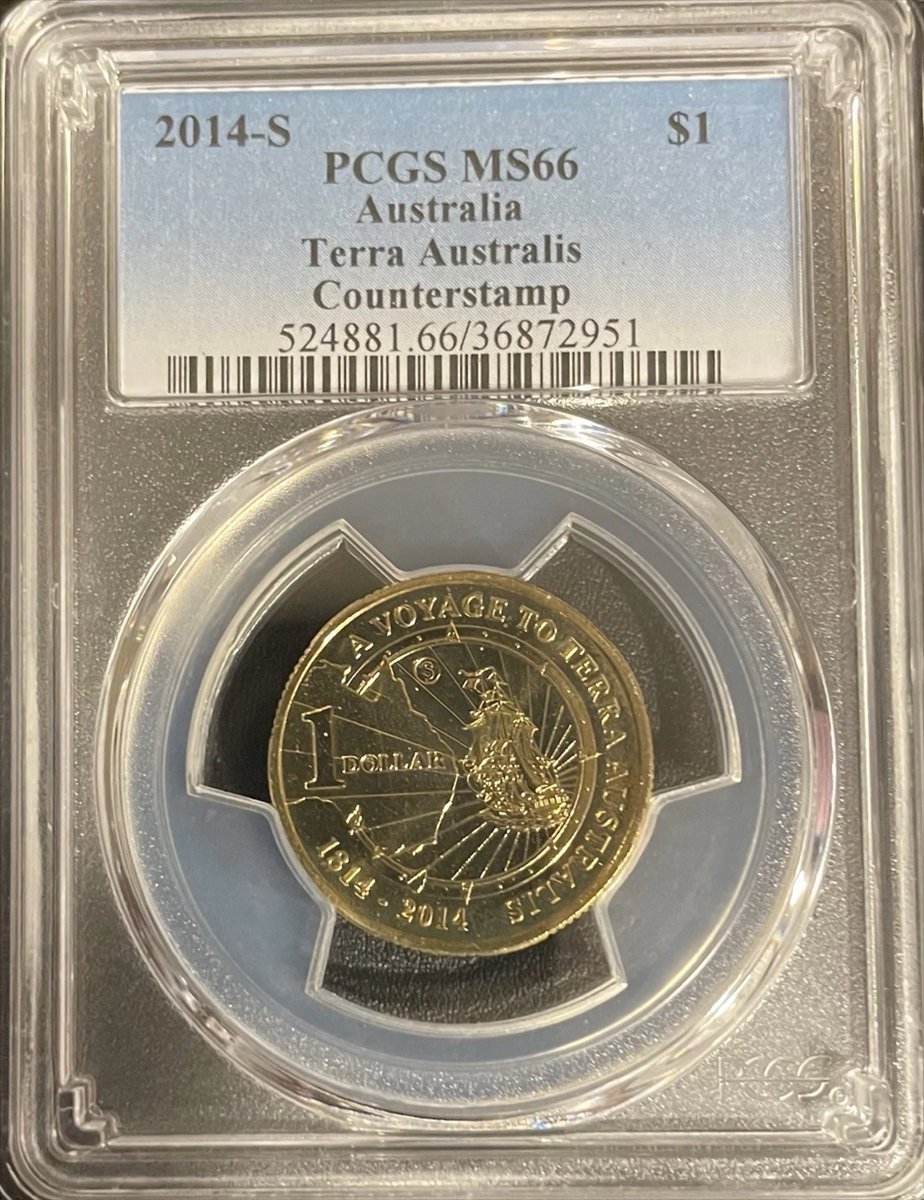 2014-S $1
PCGS MS66
Australia
Terra Australis
Counterstamp
524881.66/36872951
A VOYAGE TO TERRA AUSTRALIS
S
1
DOLLAR
1814 - 2014
PCGS